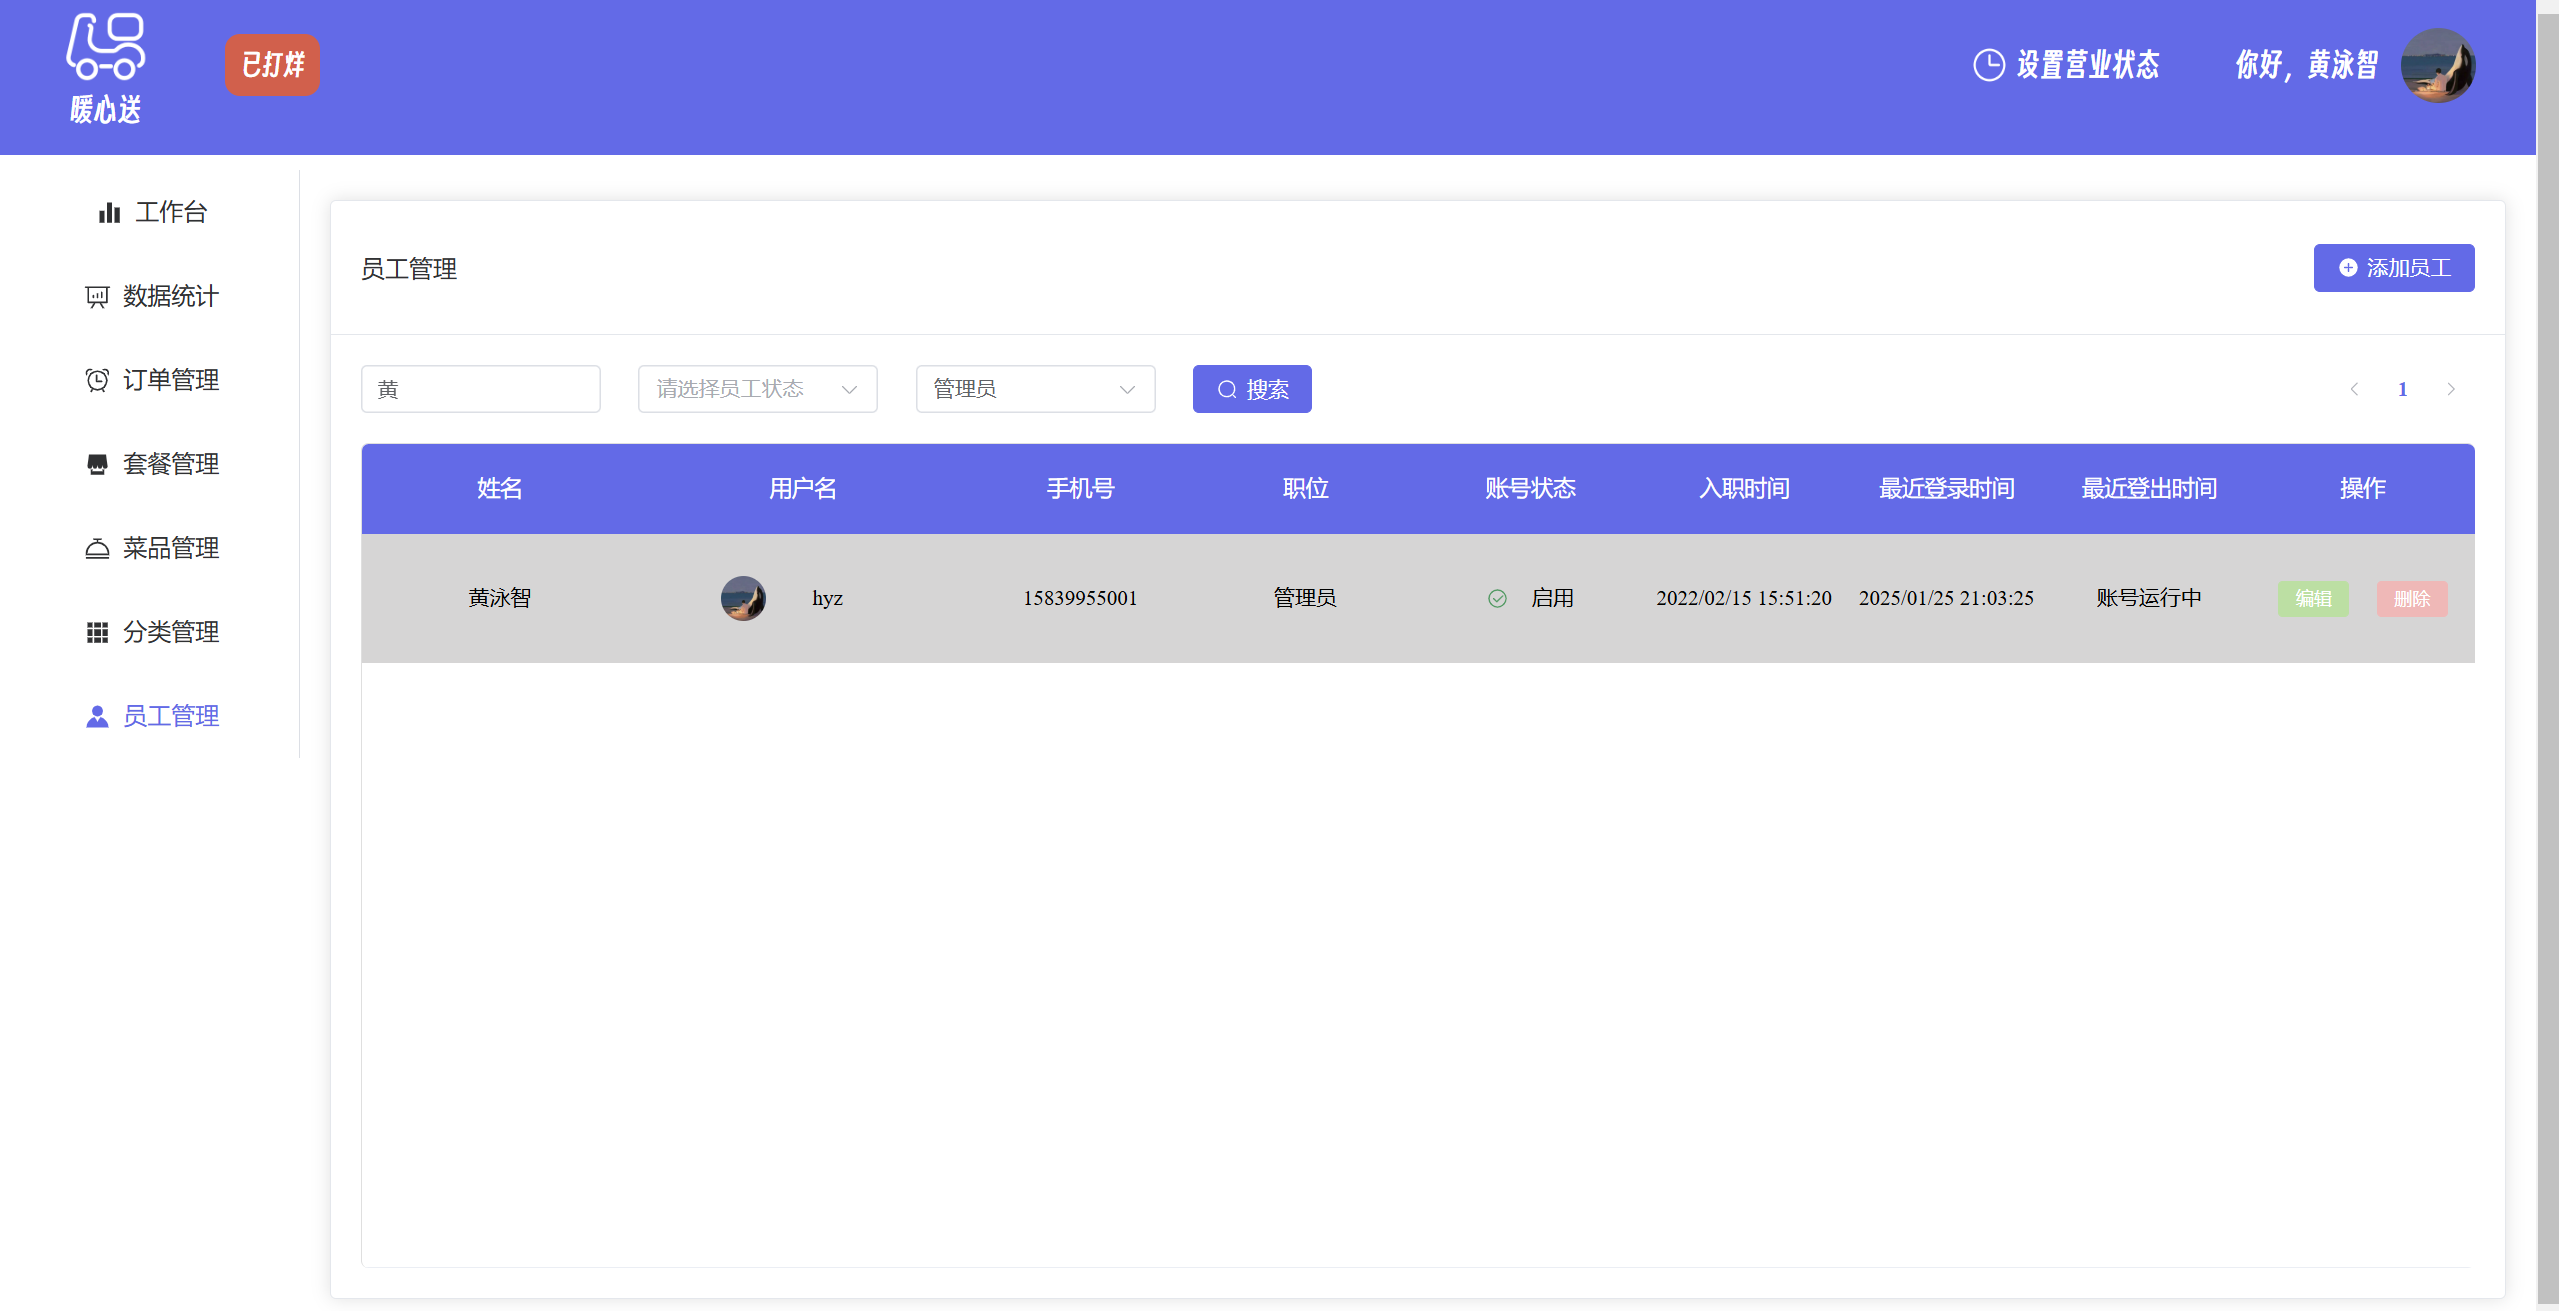 暖心送
已打烊
设置营业状态
你好，黄泳智
工作台
数据统计
订单管理
套餐管理
菜品管理
分类管理
员工管理
员工管理
添加员工
黄
请选择员工状态
管理员
搜索
1
姓名 用户名 手机号 职位 账号状态 入职时间 最近登录时间 最近登出时间 操作
黄泳智 hyz 15839955001 管理员 启用 2022/02/15 15:51:20 2025/01/25 21:03:25 账号运行中 编辑 删除